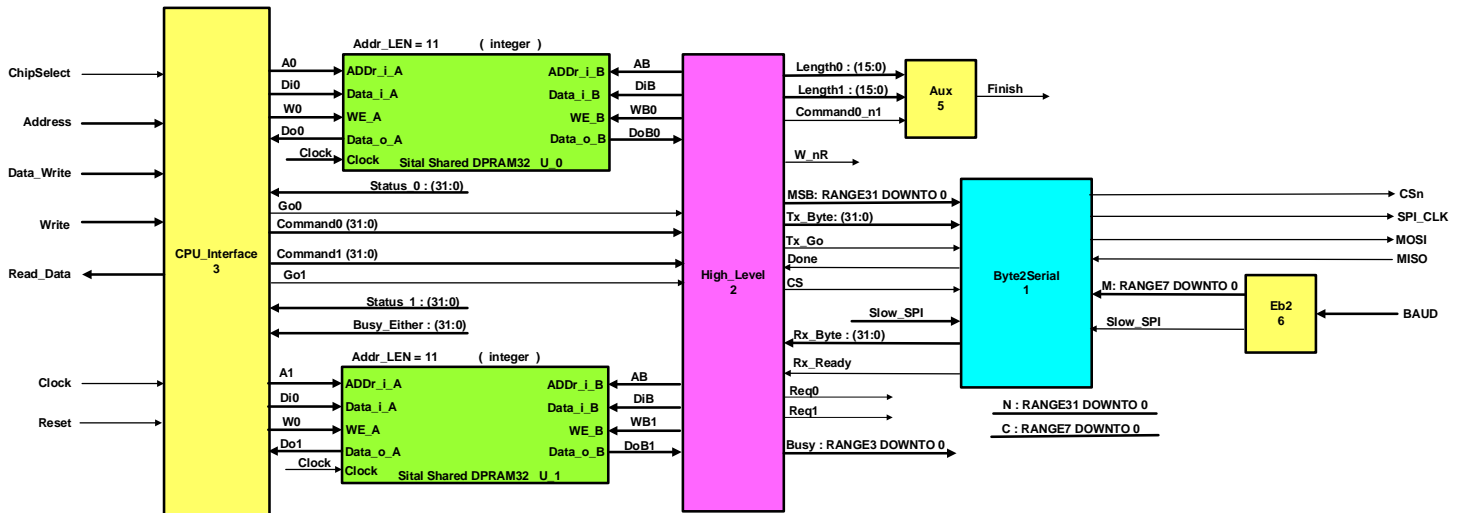 ChipSelect
Address
Data_Write
Write
Read_Data
Clock
Reset
CPU_Interface
3
Addr_LEN = 11 ( integer )
A0
Di0
W0
Do0
Clock
ADDr_i_A
Data_i_A
WE_A
Data_o_A
Clock
ADDr_i_B
Data_i_B
WE_B
Data_o_B
Sital Shared DPRAM32 U_0
AB
DiB
WB0
DoB0
Status_0 : (31:0)
Go0
Command0 (31:0)
Command1 (31:0)
Go1
Status_1 : (31:0)
Busy_Either : (31:0)
Addr_LEN = 11 ( integer )
A1
Di0
W0
Do1
Clock
ADDr_i_A
Data_i_A
WE_A
Data_o_A
Clock
ADDr_i_B
Data_i_B
WE_B
Data_o_B
Sital Shared DPRAM32 U_1
AB
DiB
WB1
DoB1
High_Level
2
Length0 : (15:0)
Length1 : (15:0)
Command0_n1
Aux
5
Finish
W_nR
MSB: RANGE31 DOWNTO 0
Tx_Byte: (31:0)
Tx_Go
Done
CS
Slow_SPI
Rx_Byte : (31:0)
Rx_Ready
Req0
Req1
Busy : RANGE3 DOWNTO 0
Byte2Serial
1
CSn
SPI_CLK
MOSI
MISO
M: RANGE7 DOWNTO 0
Slow_SPI
Eb2
6
BAUD
N : RANGE31 DOWNTO 0
C : RANGE7 DOWNTO 0